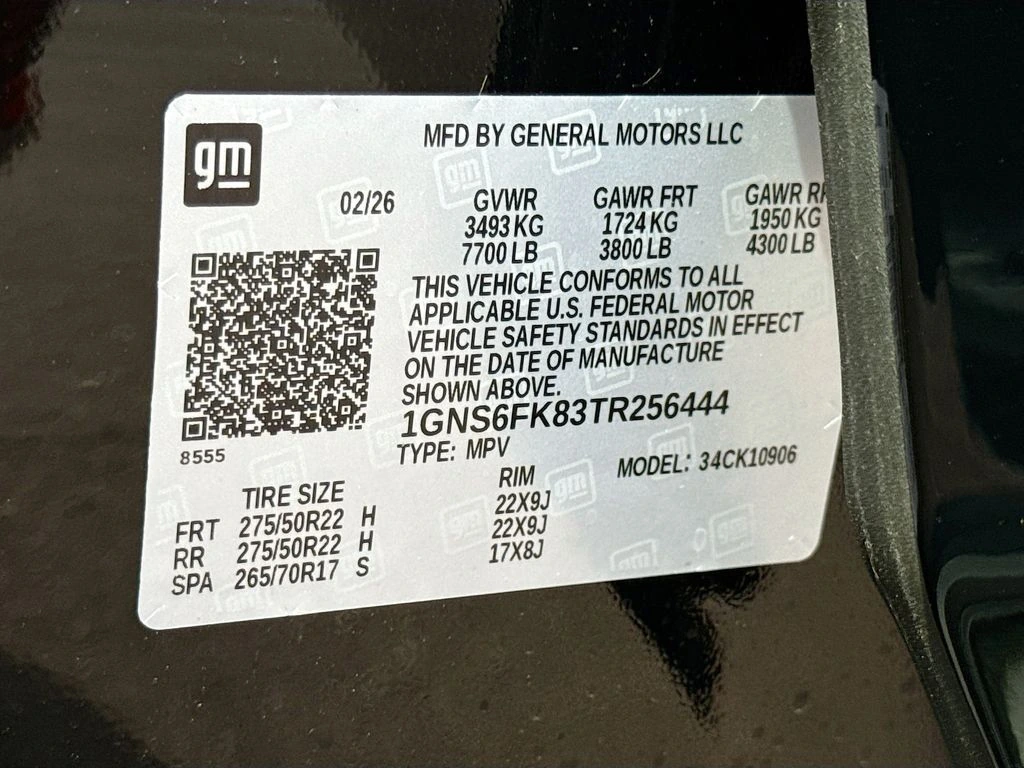 gm
MFD BY GENERAL MOTORS LLC
02/26 GVWR GAWR FRT GAWR RR
3493 KG 1724 KG 1950 KG
7700 LB 3800 LB 4300 LB
THIS VEHICLE CONFORMS TO ALL
APPLICABLE U.S. FEDERAL MOTOR
VEHICLE SAFETY STANDARDS IN EFFECT
ON THE DATE OF MANUFACTURE
SHOWN ABOVE.
1GNS6FK83TR256444
8555
TYPE: MPV MODEL: 34CK10906
TIRE SIZE RIM
FRT 275/50R22 H 22X9J
RR 275/50R22 H 22X9J
SPA 265/70R17 S 17X8J